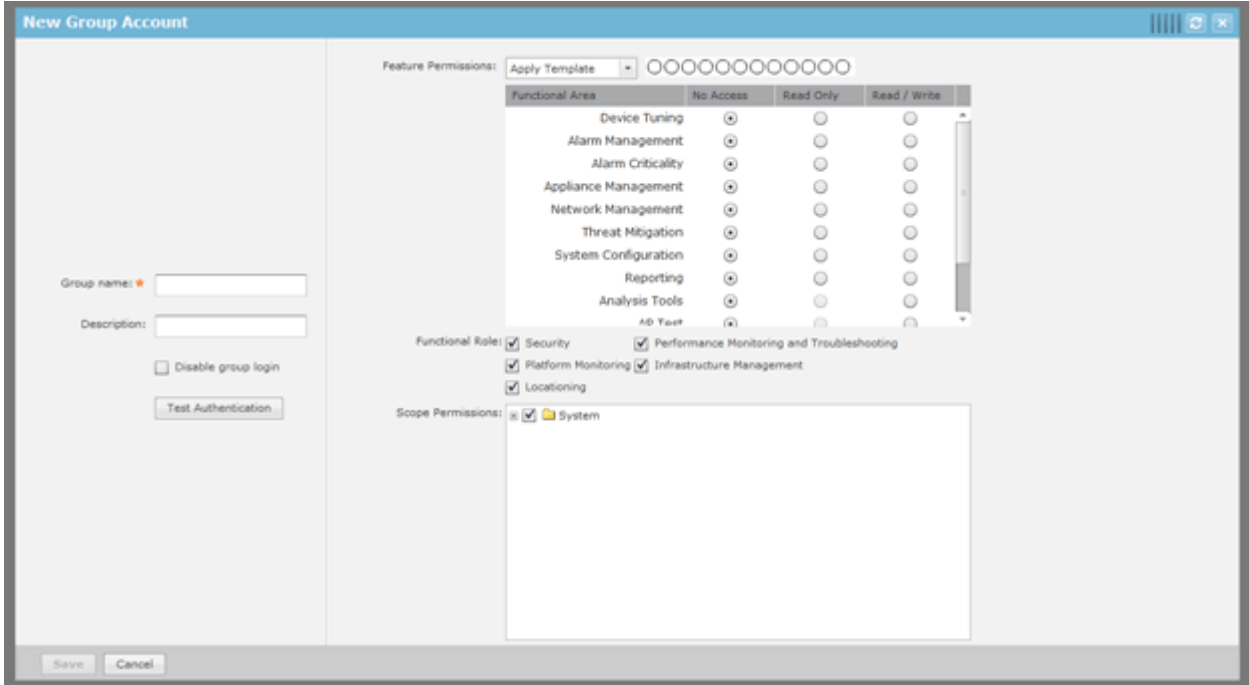 New Group Account
Group name:
Description:
Disable group login
Test Authentication
Feature Permissions: Apply Template
Functional Area No Access Read Only Read / Write
Device Tuning
Alarm Management
Alarm Criticality
Appliance Management
Network Management
Threat Mitigation
System Configuration
Reporting
Analysis Tools
AP Test
Functional Role: Security Performance Monitoring and Troubleshooting
Platform Monitoring Infrastructure Management
Locationing
Scope Permissions: System
Save Cancel